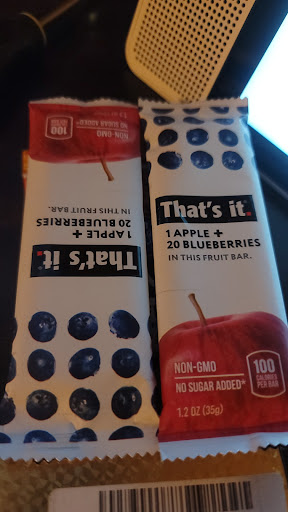 That's it.
1 APPLE +
20 BLUEBERRIES
IN THIS FRUIT BAR.
NON-GMO
NO SUGAR ADDED*
1.2 OZ (35g)
100
CALORIES
PER BAR
That's it.
1 APPLE +
20 BLUEBERRIES
IN THIS FRUIT BAR.
NON-GMO
NO SUGAR ADDED*
100